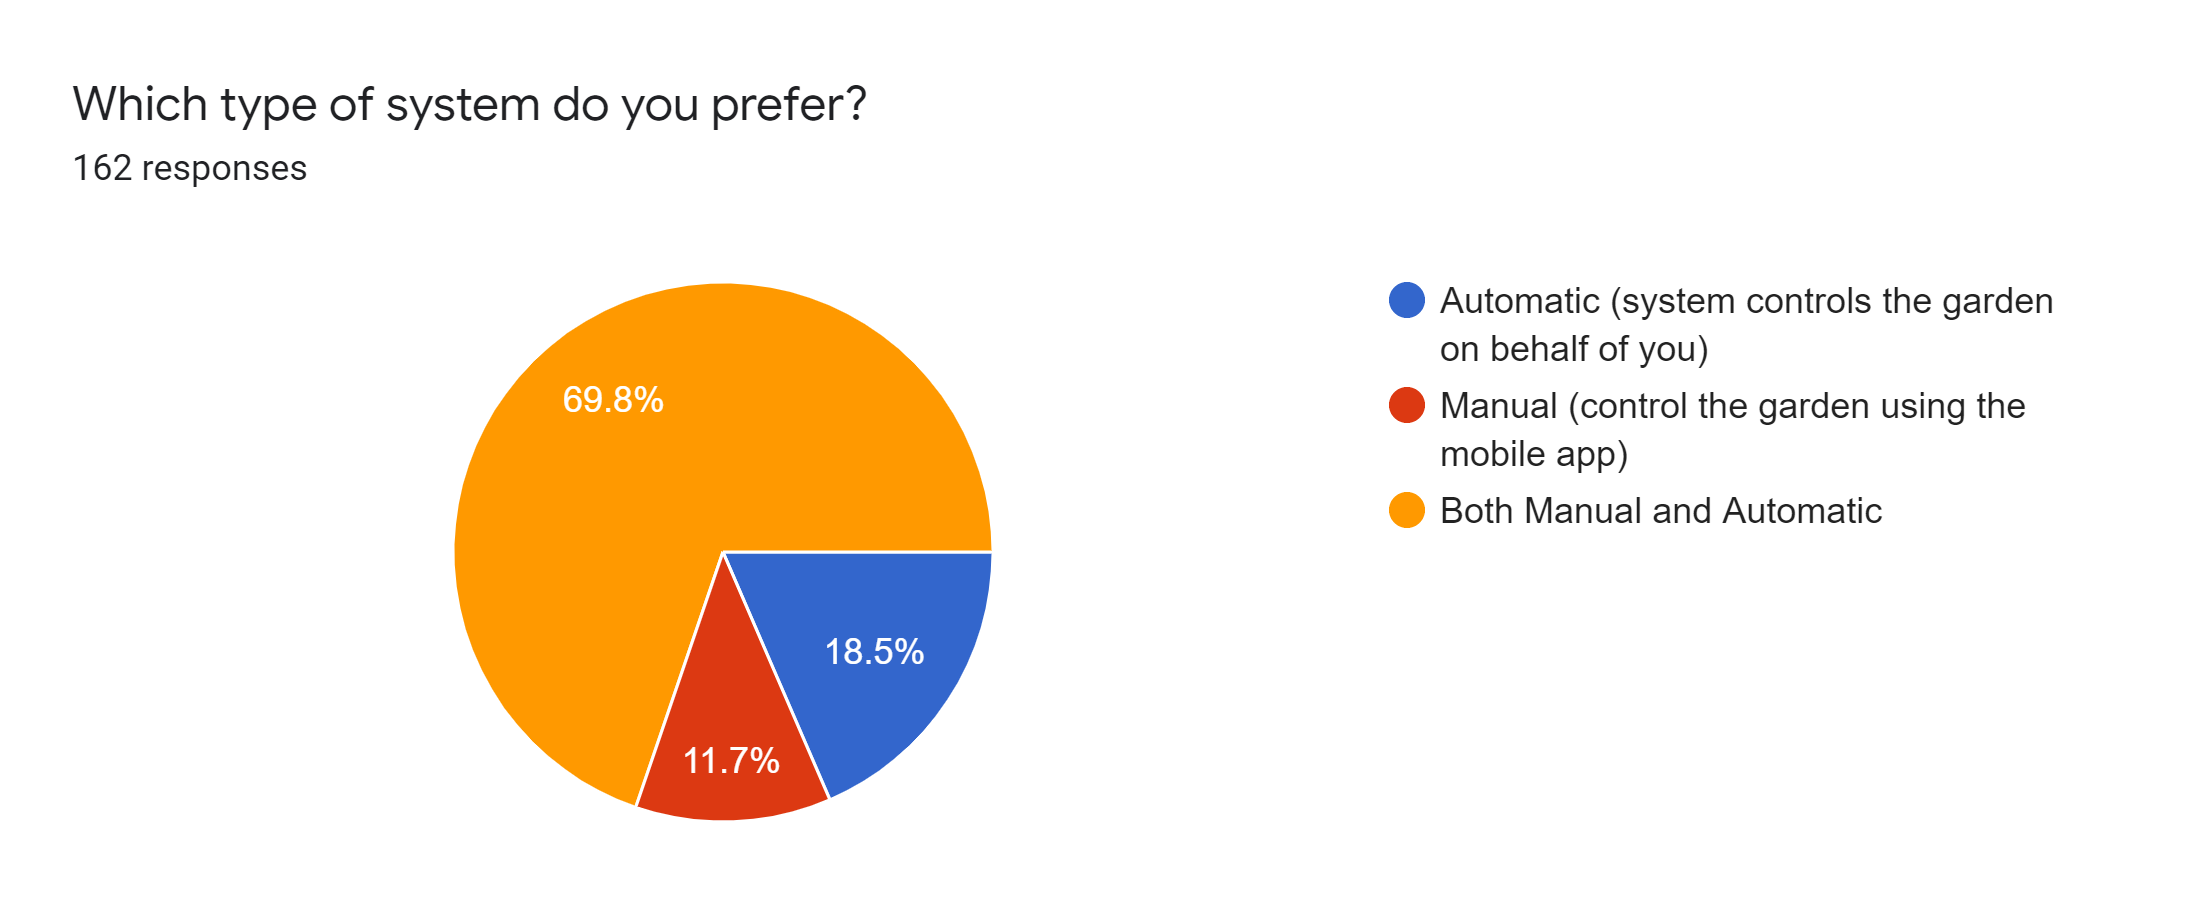 Which type of system do you prefer?
162 responses
69.8%
18.5%
11.7%
Automatic (system controls the garden
on behalf of you)
Manual (control the garden using the
mobile app)
Both Manual and Automatic